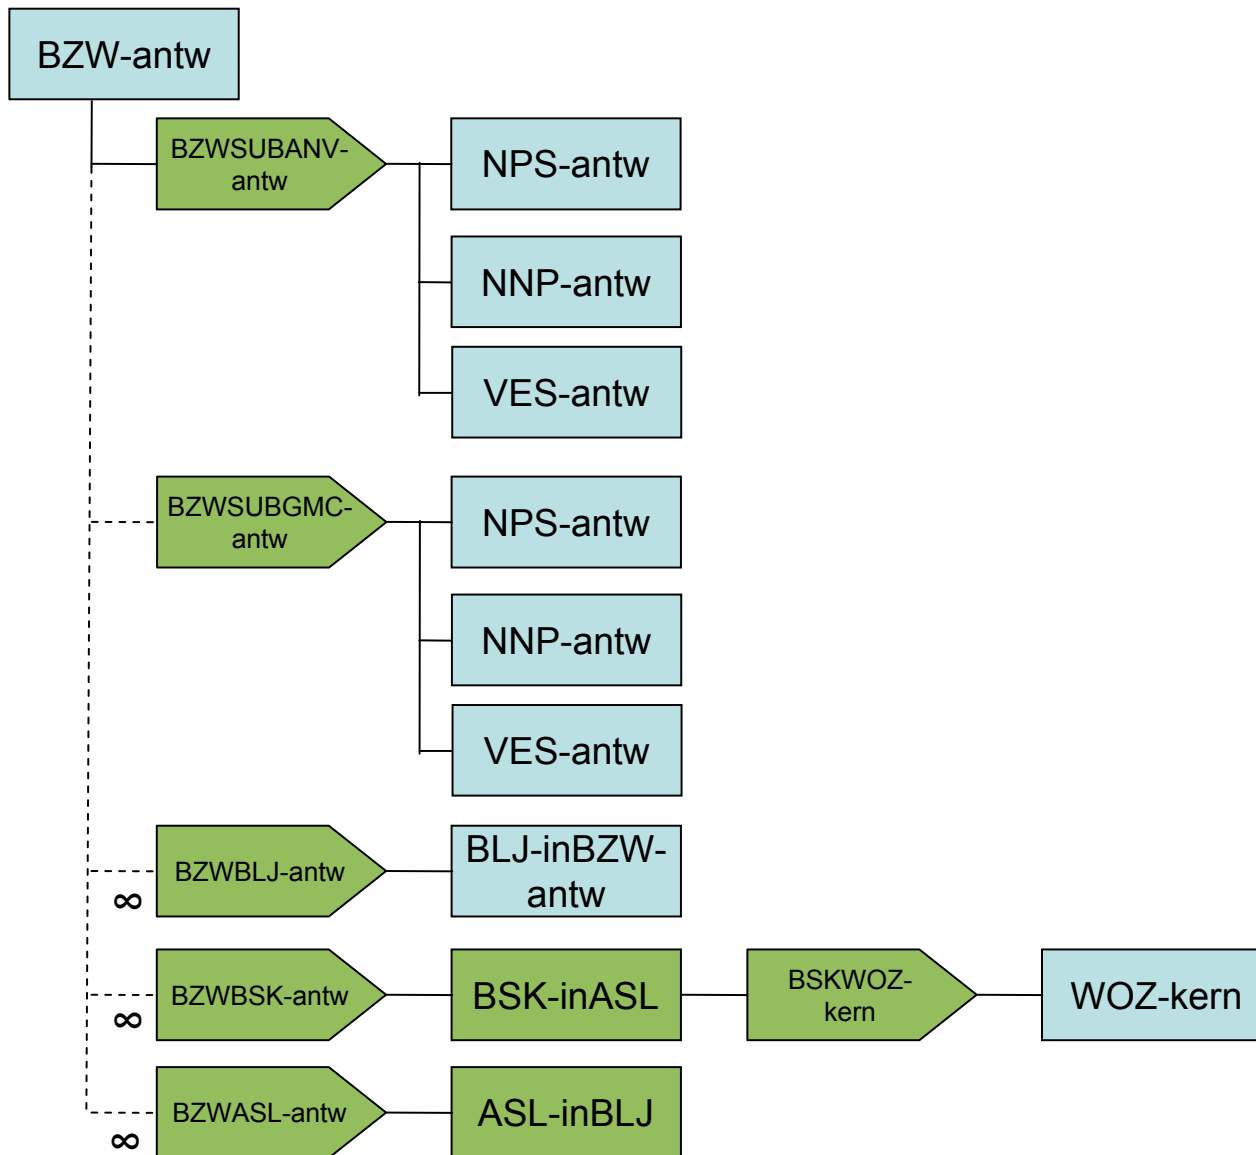 BZW-antw
BZWSUBANV-
antw
NPS-antw
NNP-antw
VES-antw
BZWSUBGMC-
antw
NPS-antw
NNP-antw
VES-antw
BZWBLJ-antw
BLJ-inBZW-
antw
∞
BZWBSK-antw
BSK-inASL
BSKWOZ-
kern
WOZ-kern
∞
BZWASL-antw
ASL-inBLJ
∞